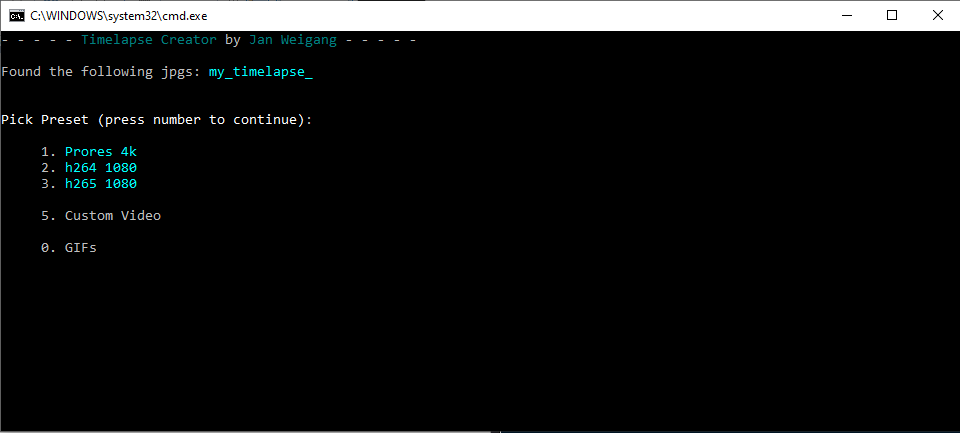 C:\WINDOWS\system32\cmd.exe
- - - - - Timelapse Creator by Jan Weigang - - - - -
Found the following jpgs: my_timelapse_
Pick Preset (press number to continue):
1. Prores 4k
2. h264 1080
3. h265 1080
5. Custom Video
0. GIFs